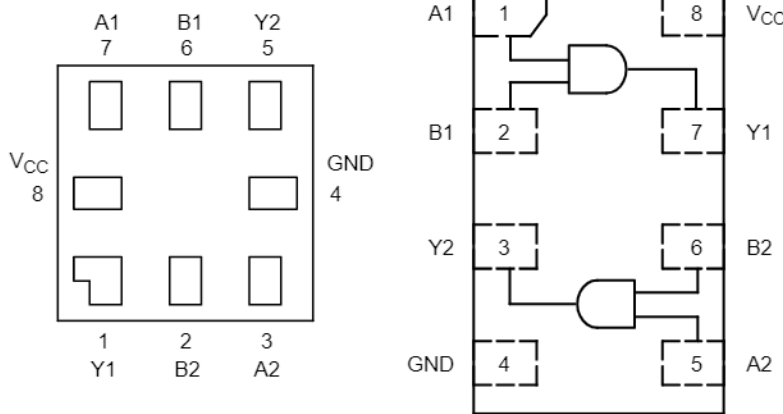 A1 B1 Y2
7 6 5
VCC GND
8 4
1 2 3
Y1 B2 A2
A1 1 8 VCC
B1 2 7 Y1
Y2 3 6 B2
GND 4 5 A2